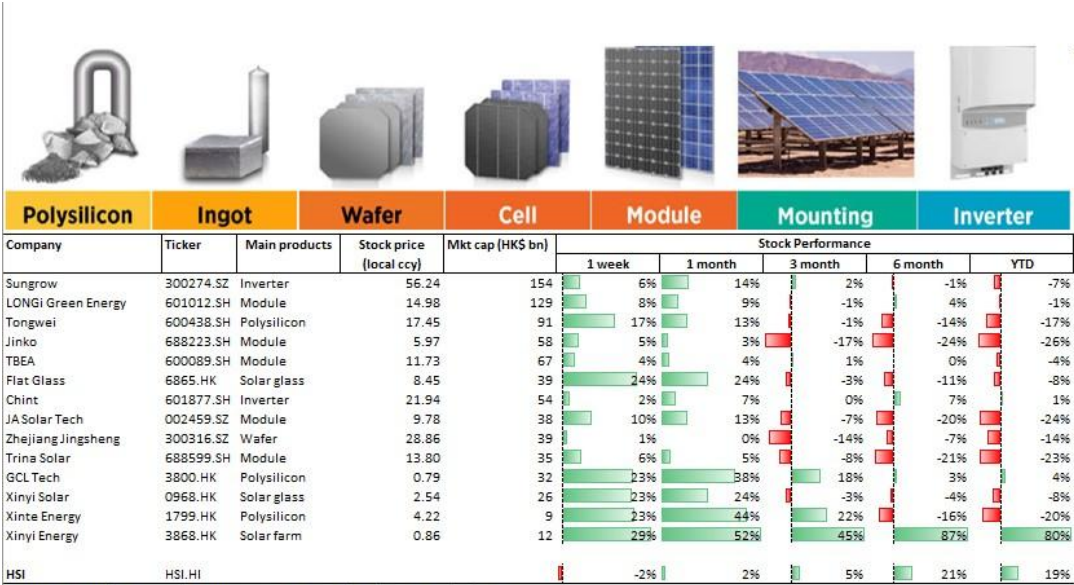 Polysilicon Ingot Wafer Cell Module Mounting Inverter
Company Ticker Main products Stock price (local ccy) Mkt cap (HK$ bn) Stock Performance
1 week 1 month 3 month 6 month YTD
Sungrow 300274.SZ Inverter 56.24 154 6% 14% 2% -1% -7%
LONGi Green Energy 601012.SH Module 14.98 129 8% 9% -1% 4% -1%
Tongwei 600438.SH Polysilicon 17.45 91 17% 13% -1% -14% -17%
Jinko 688223.SH Module 5.97 58 5% 3% -17% -24% -26%
TBEA 600089.SH Module 11.73 67 4% 4% 1% 0% -4%
Flat Glass 6865.HK Solar glass 8.45 39 24% 24% -3% -11% -8%
Chint 601877.SH Inverter 21.94 54 2% 7% 0% 7% 1%
JA Solar Tech 002459.SZ Module 9.78 38 10% 13% -7% -20% -24%
Zhejiang Jingsheng 300316.SZ Wafer 28.86 39 1% 0% -14% -7% -14%
Trina Solar 688599.SH Module 13.80 35 6% 5% -8% -21% -23%
GCL Tech 3800.HK Polysilicon 0.79 32 23% 38% 18% 3% 4%
Xinyi Solar 0968.HK Solar glass 2.54 26 23% 24% -3% -4% -8%
Xinte Energy 1799.HK Polysilicon 4.22 9 23% 44% 22% -16% -20%
Xinyi Energy 3868.HK Solar farm 0.86 12 29% 52% 45% 87% 80%
HSI HSI.HI -2% 2% 5% 21% 19%